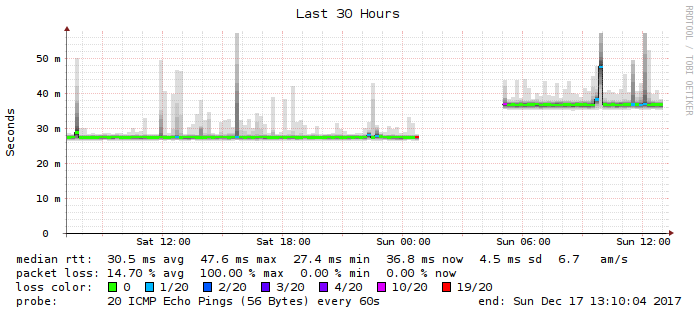 Last 30 Hours
RRDTOOL / TOBI OETIKER
Seconds
50 m
40 m
30 m
20 m
10 m
0
Sat 12:00 Sat 18:00 Sun 00:00 Sun 06:00 Sun 12:00
median rtt: 30.5 ms avg 47.6 ms max 27.4 ms min 36.8 ms now 4.5 ms sd 6.7 am/s
packet loss: 14.70 % avg 100.00 % max 0.00 % min 0.00 % now
loss color: 0 1/20 2/20 3/20 4/20 10/20 19/20
probe: 20 ICMP Echo Pings (56 Bytes) every 60s end: Sun Dec 17 13:10:04 2017